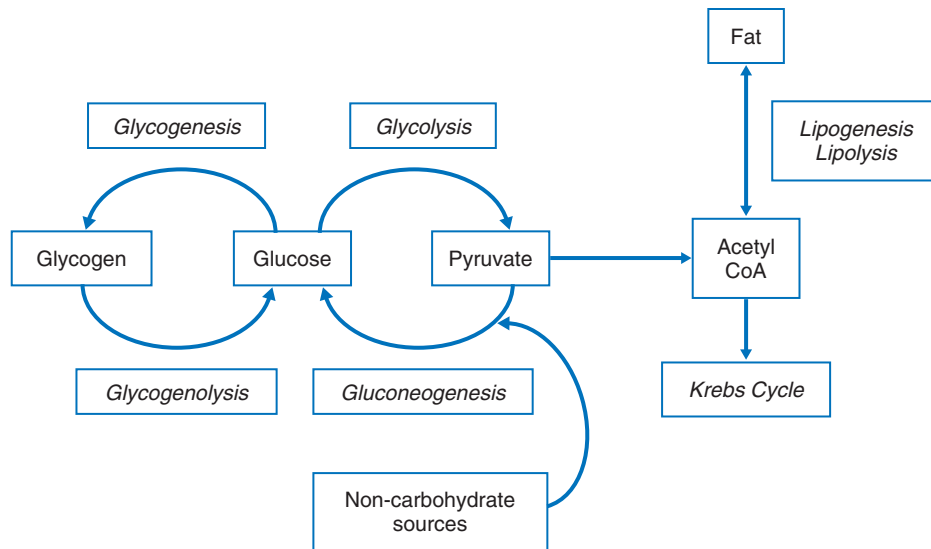 Fat
Glycogenesis
Glycolysis
Lipogenesis
Lipolysis
Glycogen
Glucose
Pyruvate
Acetyl
CoA
Glycogenolysis
Gluconeogenesis
Krebs Cycle
Non-carbohydrate
sources